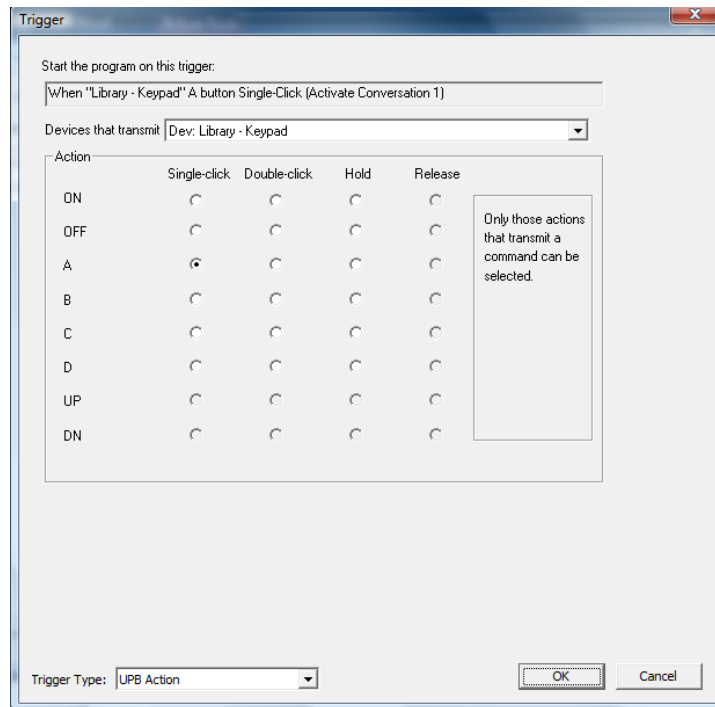 Trigger
Start the program on this trigger:
When "Library - Keypad" A button Single-Click (Activate Conversation 1)
Devices that transmit Dev: Library - Keypad
Action
Single-click Double-click Hold Release
ON
OFF
A
B
C
D
UP
DN
Only those actions
that transmit a
command can be
selected.
Trigger Type: UPB Action
OK Cancel